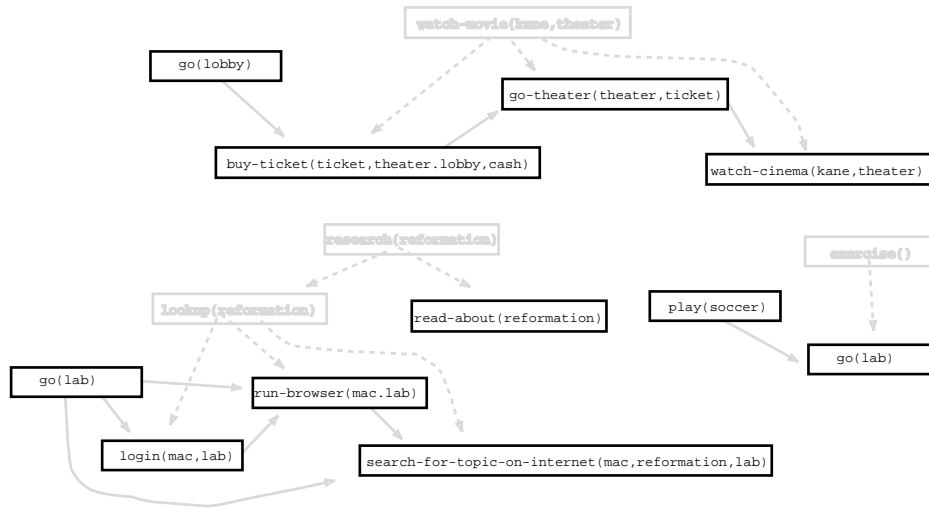 watch-movie(kane,theater)
go(lobby)
go-theater(theater,ticket)
buy-ticket(ticket,theater.lobby,cash)
watch-cinema(kane,theater)
research(reformation)
exercise()
lookup(reformation)
read-about(reformation)
play(soccer)
go(lab)
go(lab)
run-browser(mac.lab)
login(mac,lab)
search-for-topic-on-internet(mac,reformation,lab)